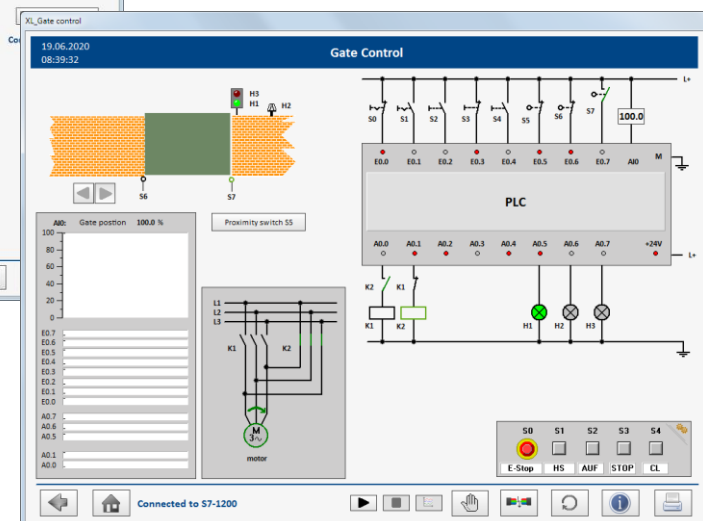 XL_Gate control
Co
19.06.2020
08:39:32
Gate Control
H3
H1
H2
S6
S7
Proximity switch S5
AI0: Gate postion 100.0 %
100
80
60
40
20
0
E0.7
E0.6
E0.5
E0.4
E0.3
E0.2
E0.1
E0.0
A0.7
A0.6
A0.5
A0.1
A0.0
L1
L2
L3
K1
K2
M
3~
motor
L+
S0
S1
S2
S3
S4
S5
S6
S7
100.0
E0.0
E0.1
E0.2
E0.3
E0.4
E0.5
E0.6
E0.7
AI0
M
PLC
A0.0
A0.1
A0.2
A0.3
A0.4
A0.5
A0.6
A0.7
+24V
L+
K2
K1
K1
K2
H1
H2
H3
S0
S1
S2
S3
S4
E-Stop
HS
AUF
STOP
CL
Connected to S7-1200